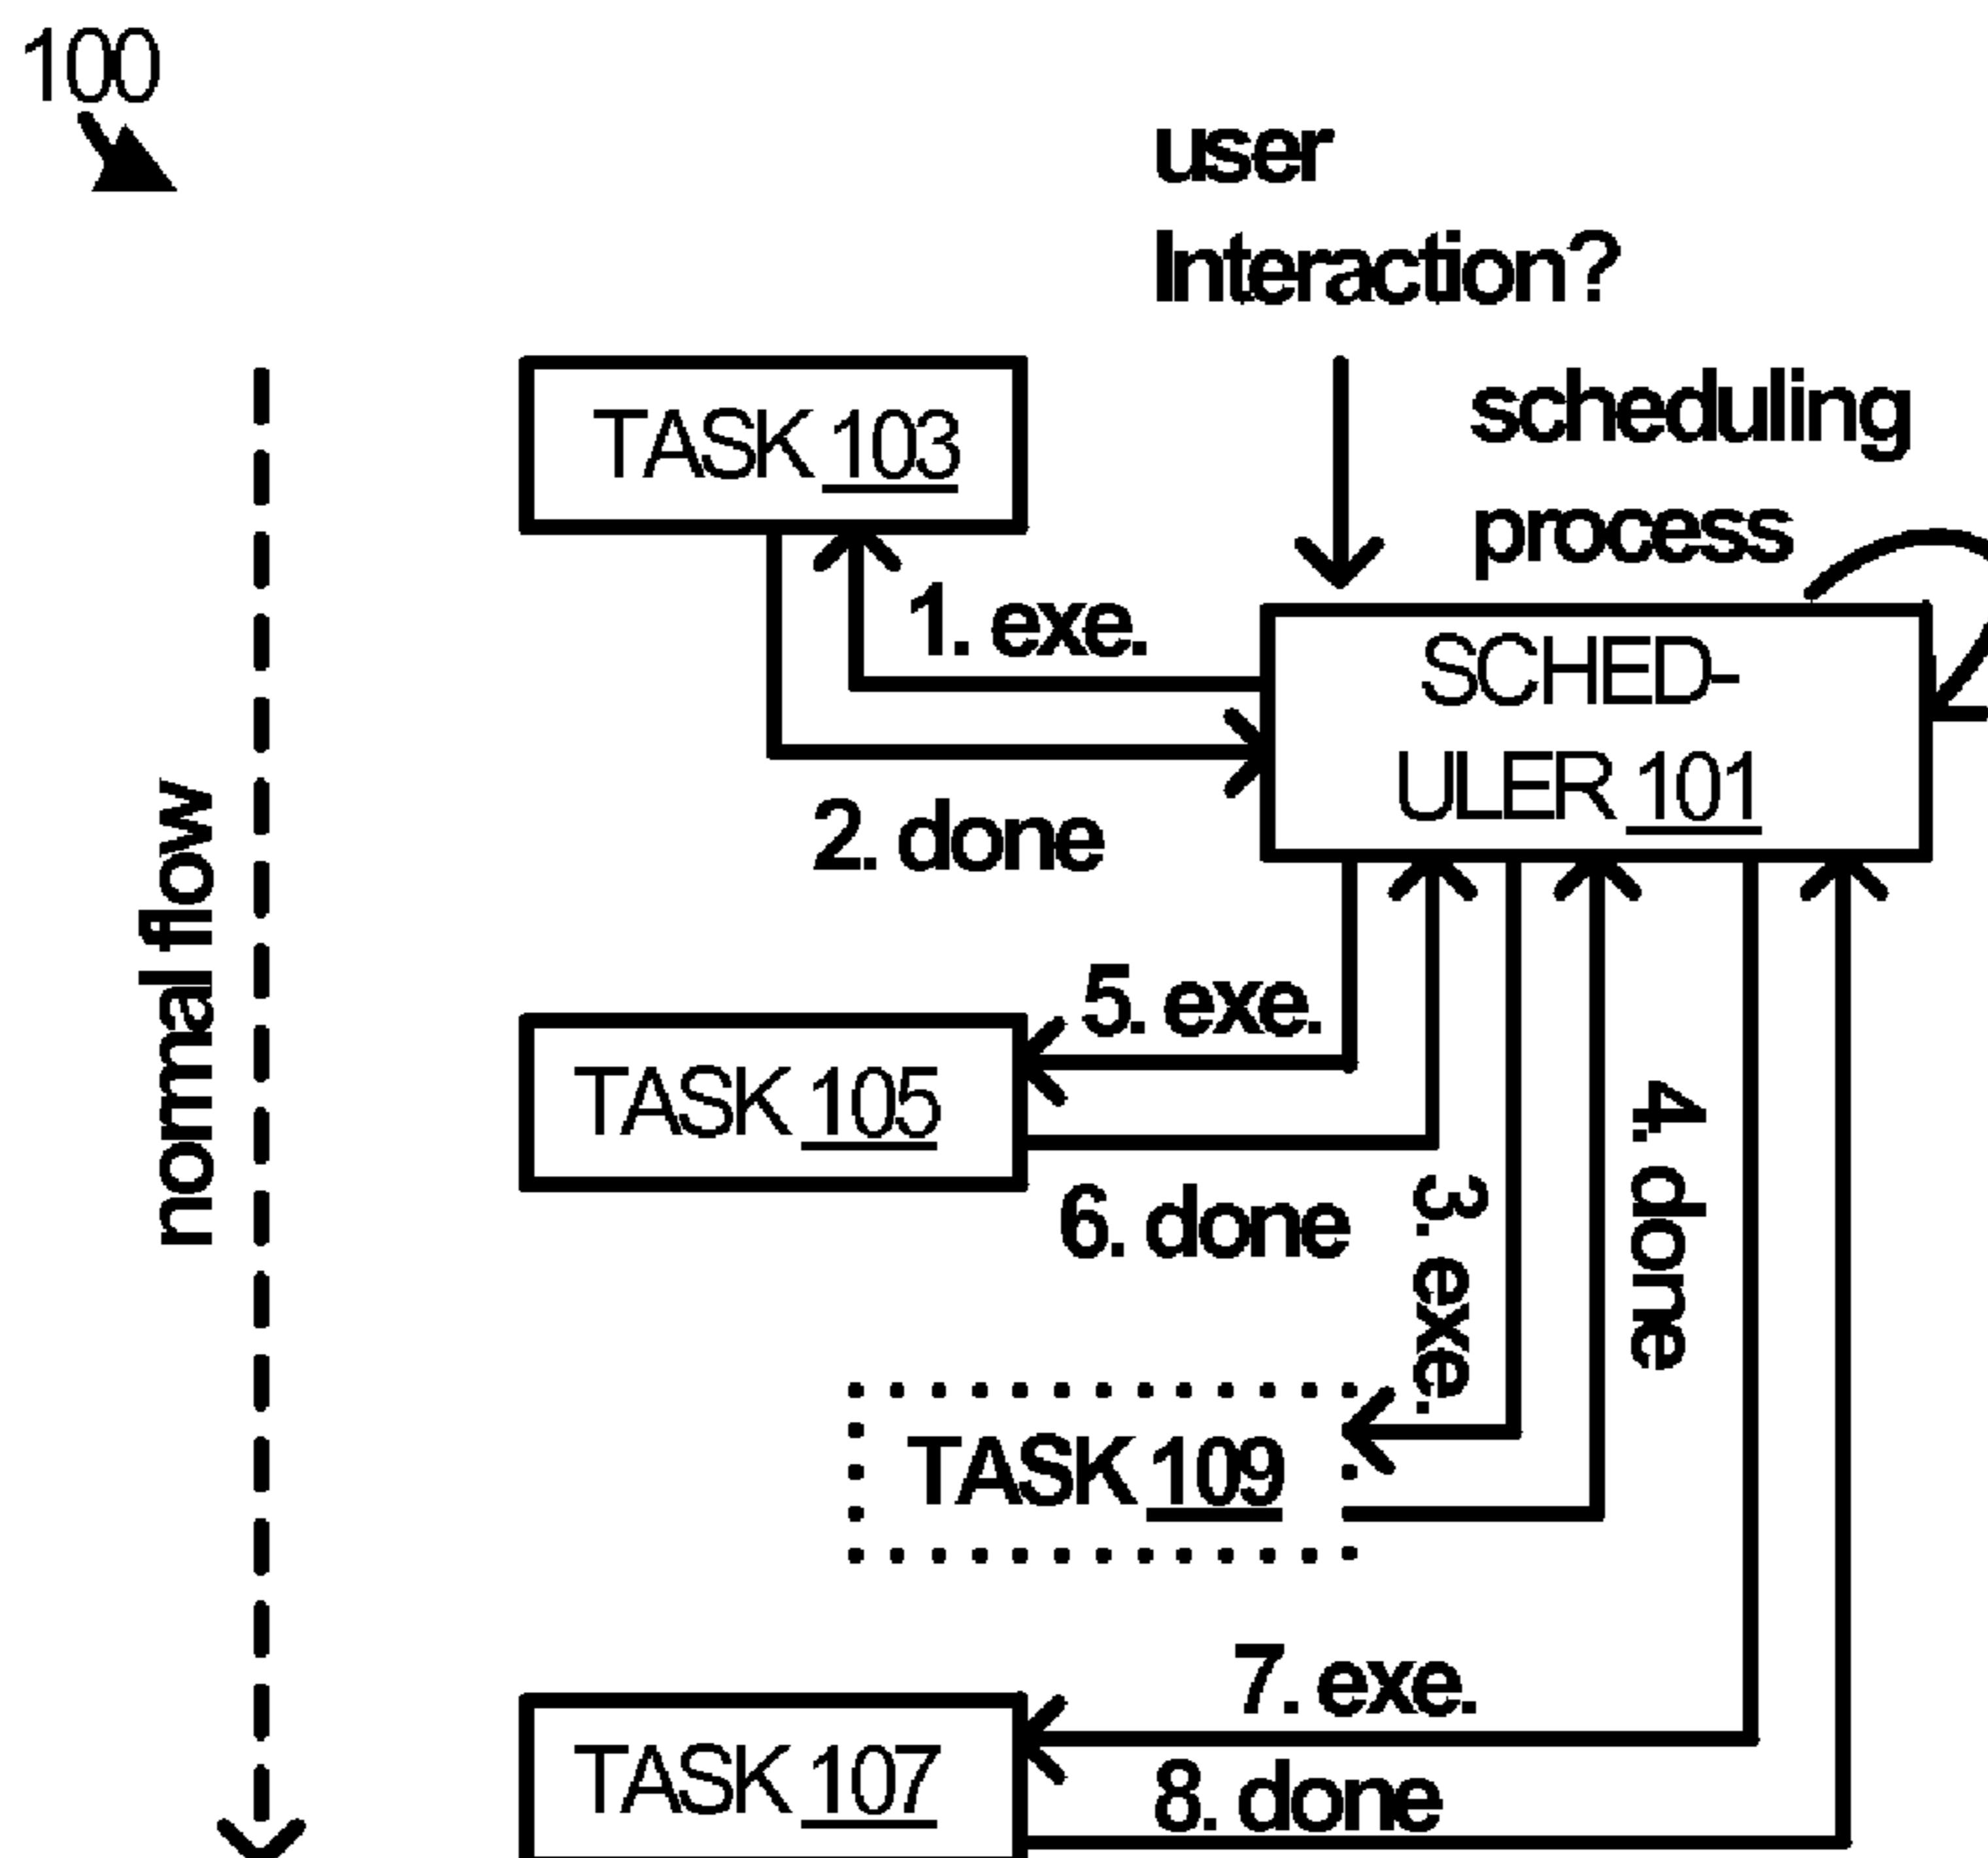 100
user
Interaction?
scheduling
process
TASK 103
1. exe.
SCHED-
ULER 101
2. done
normal flow
5. exe.
TASK 105
6. done
3. exe.
4. done
TASK 109
7. exe.
TASK 107
8. done